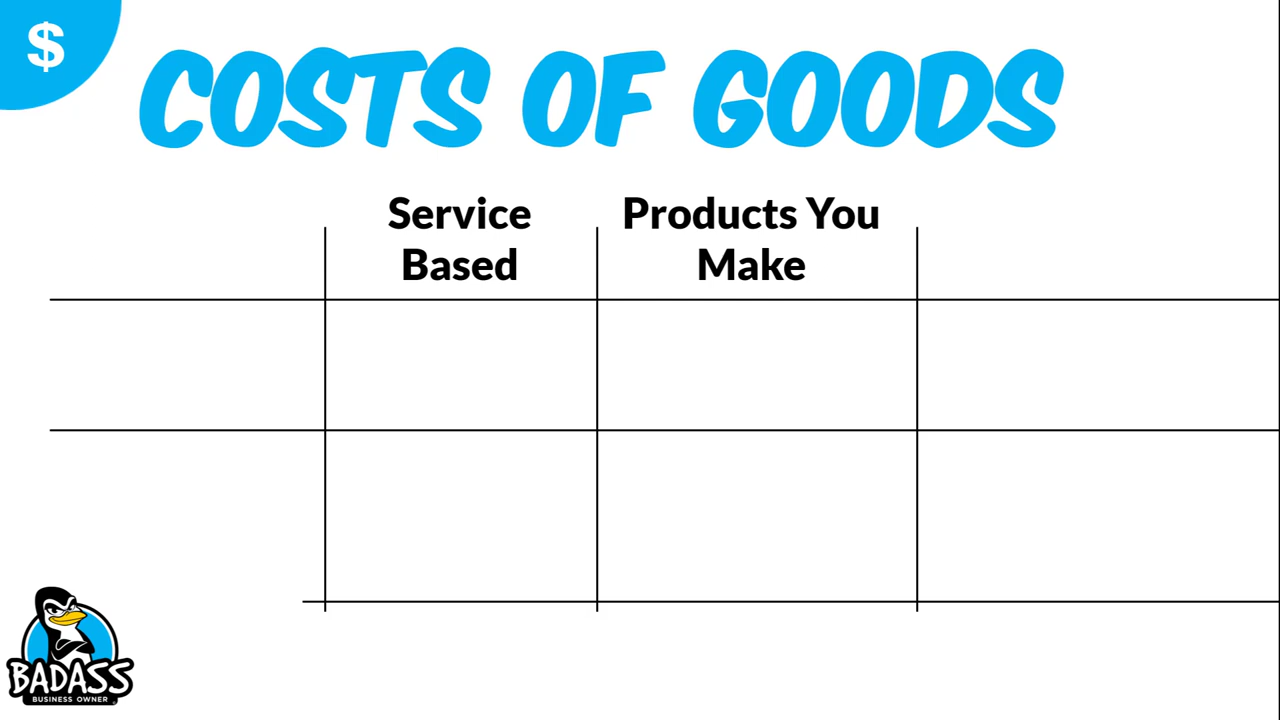 $
COSTS OF GOODS
Service
Based
Products You
Make
BADASS
BUSINESS OWNER